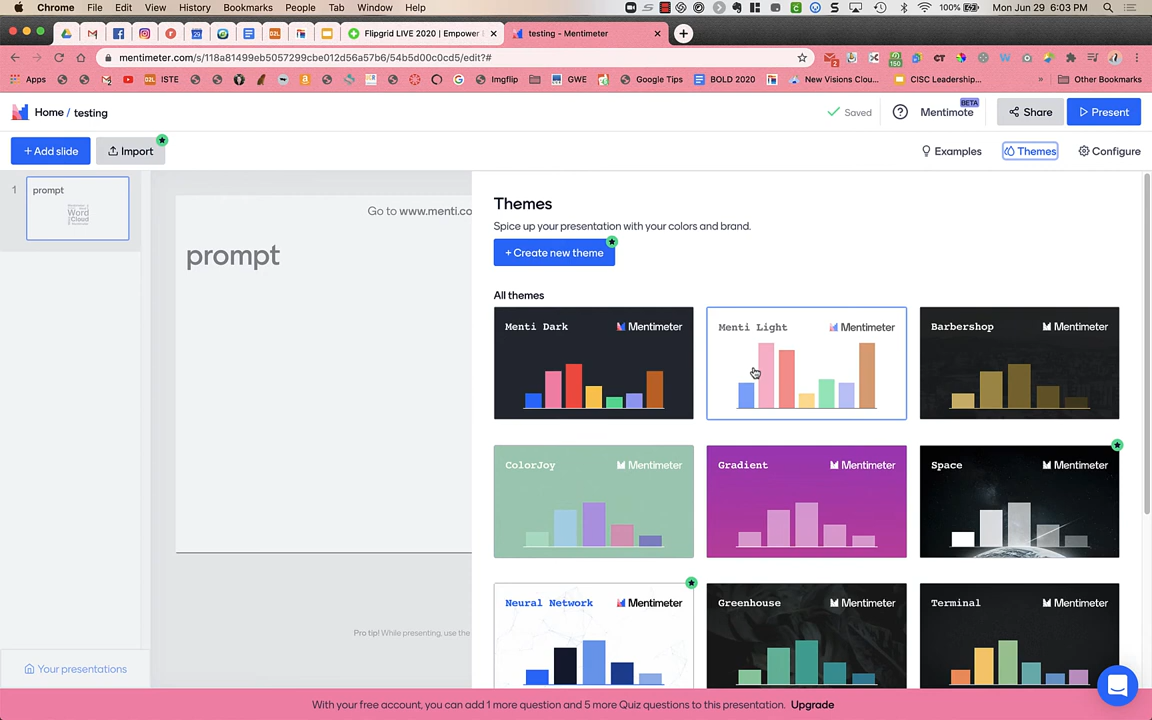 Chrome File Edit View History Bookmarks People Tab Window Help 100% Mon Jun 29 6:03 PM
Flipgrid LIVE 2020 | Empower testing - Mentimeter
mentimeter.com/s/118a81499eb5057299cbe012d56a57b6/54b5d00c0cd5/edit?#
Apps ISTE Imgflip GWE Google Tips BOLD 2020 New Visions Clou... CISC Leadership... » Other Bookmarks
Home / testing Saved Mentimote BETA Share Present
+ Add slide Import Examples Themes Configure
1 prompt
Word
Cloud
Go to www.menti.co
prompt
Themes
Spice up your presentation with your colors and brand.
+ Create new theme
All themes
Menti Dark Mentimeter Menti Light Mentimeter Barbershop Mentimeter
ColorJoy Mentimeter Gradient Mentimeter Space Mentimeter
Neural Network Mentimeter Greenhouse Mentimeter Terminal Mentimeter
Pro tip! While presenting, use the
Your presentations
With your free account, you can add 1 more question and 5 more Quiz questions to this presentation. Upgrade